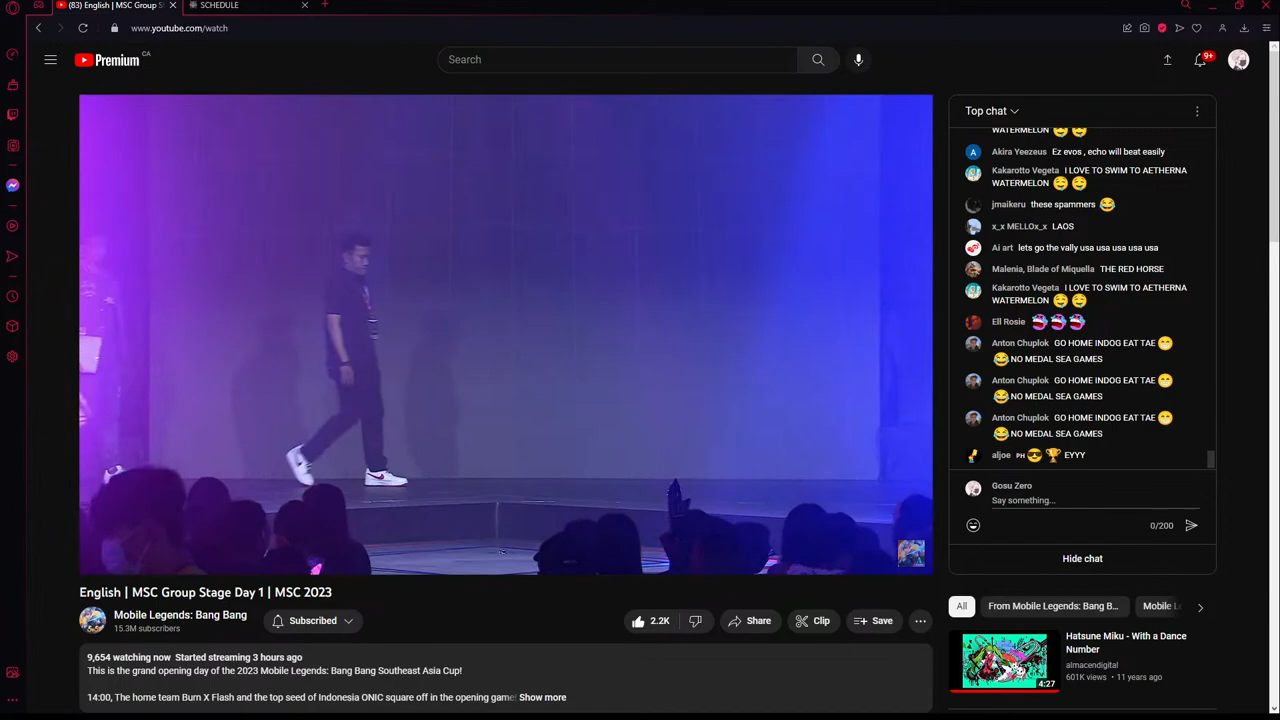 (83) English | MSC Group S
SCHEDULE
www.youtube.com/watch
Premium CA
Search
9+
Top chat
WATERMELON
A Akira Yeezeus Ez evos , echo will beat easily
Kakarotto Vegeta I LOVE TO SWIM TO AETHERNA
WATERMELON
jmaikeru these spammers 😂
x_x MELLOx_x LAOS
Ai art lets go the vally usa usa usa usa usa
Malenia, Blade of Miquella THE RED HORSE
Kakarotto Vegeta I LOVE TO SWIM TO AETHERNA
WATERMELON
Ell Rosie
Anton Chuplok GO HOME INDOG EAT TAE 😁
😂 NO MEDAL SEA GAMES
Anton Chuplok GO HOME INDOG EAT TAE 😁
😂 NO MEDAL SEA GAMES
Anton Chuplok GO HOME INDOG EAT TAE 😁
😂 NO MEDAL SEA GAMES
aljoe PH 😎 🏆 EYYY
Gosu Zero
Say something...
0/200
Hide chat
English | MSC Group Stage Day 1 | MSC 2023
Mobile Legends: Bang Bang
15.3M subscribers
Subscribed
2.2K
Share
Clip
Save
9,654 watching now Started streaming 3 hours ago
This is the grand opening day of the 2023 Mobile Legends: Bang Bang Southeast Asia Cup!
14:00, The home team Burn X Flash and the top seed of Indonesia ONIC square off in the opening game Show more
All
From Mobile Legends: Bang B...
Mobile Le
Hatsune Miku - With a Dance
Number
almacendigital
601K views • 11 years ago
4:27